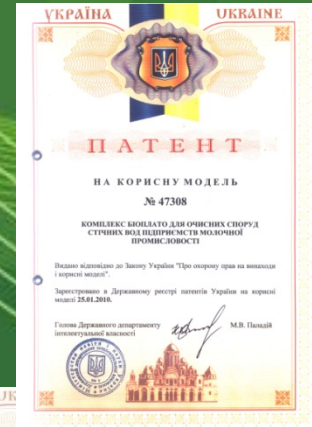 УКРАЇНА UKRAINE
ПАТЕНТ
НА КОРИСНУ МОДЕЛЬ
№ 47308
КОМПЛЕКС БІОПЛАТО ДЛЯ ОЧИСНИХ СПОРУД
СТІЧНИХ ВОД ПІДПРИЄМСТВ МОЛОЧНОЇ
ПРОМИСЛОВОСТІ
Видано відповідно до Закону України "Про охорону прав на винаходи
і корисні моделі".
Зареєстровано в Державному реєстрі патентів України на корисні
моделі 25.01.2010.
Голова Державного департаменту
інтелектуальної власності
М.В. Паладій